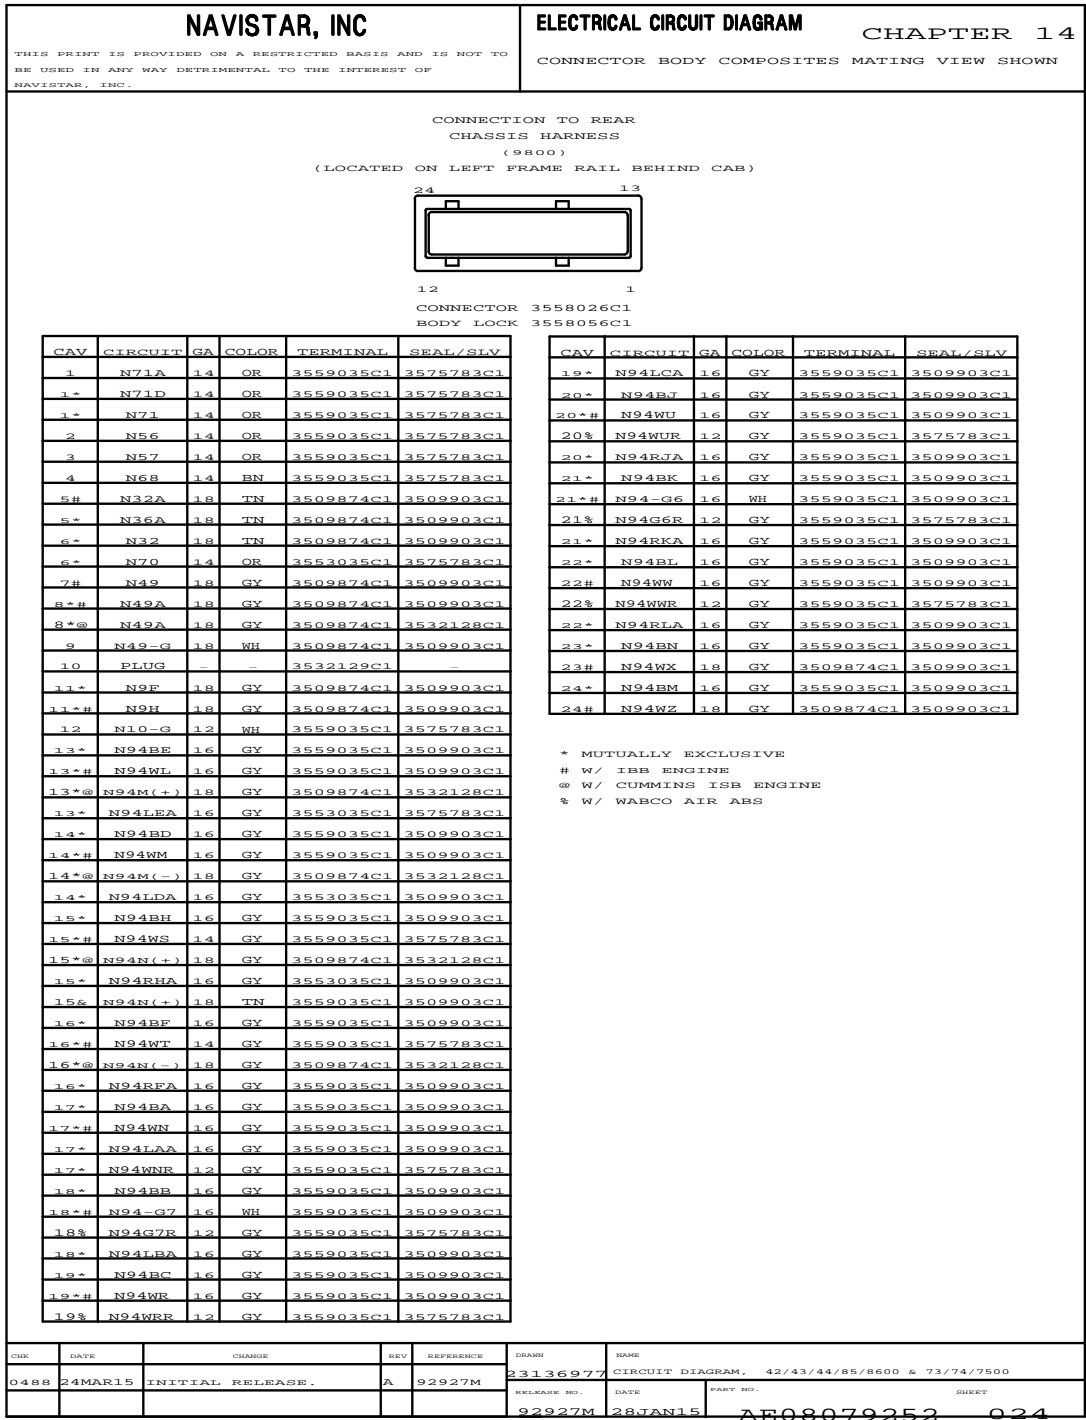 NAVISTAR, INC
THIS PRINT IS PROVIDED ON A RESTRICTED BASIS AND IS NOT TO
BE USED IN ANY WAY DETRIMENTAL TO THE INTEREST OF
NAVISTAR, INC.
ELECTRICAL CIRCUIT DIAGRAM
CHAPTER 14
CONNECTOR BODY COMPOSITES MATING VIEW SHOWN
CONNECTION TO REAR
CHASSIS HARNESS
(9800)
(LOCATED ON LEFT FRAME RAIL BEHIND CAB)
24 13
12 1
CONNECTOR 3558026C1
BODY LOCK 3558056C1
CAV CIRCUIT GA COLOR TERMINAL SEAL/SLV
1 N71A 14 OR 3559035C1 3575783C1
1* N71D 14 OR 3559035C1 3575783C1
1* N71 14 OR 3559035C1 3575783C1
2 N56 14 OR 3559035C1 3575783C1
3 N57 14 OR 3559035C1 3575783C1
4 N68 14 BN 3559035C1 3575783C1
5# N32A 18 TN 3509874C1 3509903C1
5* N36A 18 TN 3509874C1 3509903C1
6* N32 18 TN 3509874C1 3509903C1
6* N70 14 OR 3553035C1 3575783C1
7# N49 18 GY 3509874C1 3509903C1
8*# N49A 18 GY 3509874C1 3509903C1
8*@ N49A 18 GY 3509874C1 3532128C1
9 N49-G 18 WH 3509874C1 3509903C1
10 PLUG - - 3532129C1 -
11* N9F 18 GY 3509874C1 3509903C1
11*# N9H 18 GY 3509874C1 3509903C1
12 N10-G 12 WH 3559035C1 3575783C1
13* N94BE 16 GY 3559035C1 3509903C1
13*# N94WL 16 GY 3559035C1 3509903C1
13*@ N94M(+) 18 GY 3509874C1 3532128C1
13* N94LEA 16 GY 3553035C1 3575783C1
14* N94BD 16 GY 3559035C1 3509903C1
14*# N94WM 16 GY 3559035C1 3509903C1
14*@ N94M(-) 18 GY 3509874C1 3532128C1
14* N94LDA 16 GY 3553035C1 3509903C1
15* N94BH 16 GY 3559035C1 3509903C1
15*# N94WS 14 GY 3559035C1 3575783C1
15*@ N94N(+) 18 GY 3509874C1 3532128C1
15* N94RHA 16 GY 3553035C1 3509903C1
15& N94N(+) 18 TN 3559035C1 3509903C1
16* N94BF 16 GY 3559035C1 3509903C1
16*# N94WT 14 GY 3559035C1 3575783C1
16*@ N94N(-) 18 GY 3509874C1 3532128C1
16* N94RFA 16 GY 3559035C1 3509903C1
17* N94BA 16 GY 3559035C1 3509903C1
17*# N94WN 16 GY 3559035C1 3509903C1
17* N94LAA 16 GY 3559035C1 3509903C1
17* N94WNR 12 GY 3559035C1 3575783C1
18* N94BB 16 GY 3559035C1 3509903C1
18*# N94-G7 16 WH 3559035C1 3509903C1
18% N94G7R 12 GY 3559035C1 3575783C1
18* N94LBA 16 GY 3559035C1 3509903C1
19* N94BC 16 GY 3559035C1 3509903C1
19*# N94WR 16 GY 3559035C1 3509903C1
19% N94WRR 12 GY 3559035C1 3575783C1
CAV CIRCUIT GA COLOR TERMINAL SEAL/SLV
19* N94LCA 16 GY 3559035C1 3509903C1
20* N94BJ 16 GY 3559035C1 3509903C1
20*# N94WU 16 GY 3559035C1 3509903C1
20% N94WUR 12 GY 3559035C1 3575783C1
20* N94RJA 16 GY 3559035C1 3509903C1
21* N94BK 16 GY 3559035C1 3509903C1
21*# N94-G6 16 WH 3559035C1 3509903C1
21% N94G6R 12 GY 3559035C1 3575783C1
21* N94RKA 16 GY 3559035C1 3509903C1
22* N94BL 16 GY 3559035C1 3509903C1
22# N94WW 16 GY 3559035C1 3509903C1
22% N94WWR 12 GY 3559035C1 3575783C1
22* N94RLA 16 GY 3559035C1 3509903C1
23* N94BN 16 GY 3559035C1 3509903C1
23# N94WX 18 GY 3509874C1 3509903C1
24* N94BM 16 GY 3559035C1 3509903C1
24# N94WZ 18 GY 3509874C1 3509903C1
* MUTUALLY EXCLUSIVE
# W/ IBB ENGINE
@ W/ CUMMINS ISB ENGINE
% W/ WABCO AIR ABS
CHK DATE CHANGE REV REFERENCE
0488 24MAR15 INITIAL RELEASE. A 92927M
DRAWN NAME
23136977 CIRCUIT DIAGRAM, 42/43/44/85/8600 & 73/74/7500
RELEASE NO. DATE PART NO. SHEET
92927M 28JAN15 AE08079252 024